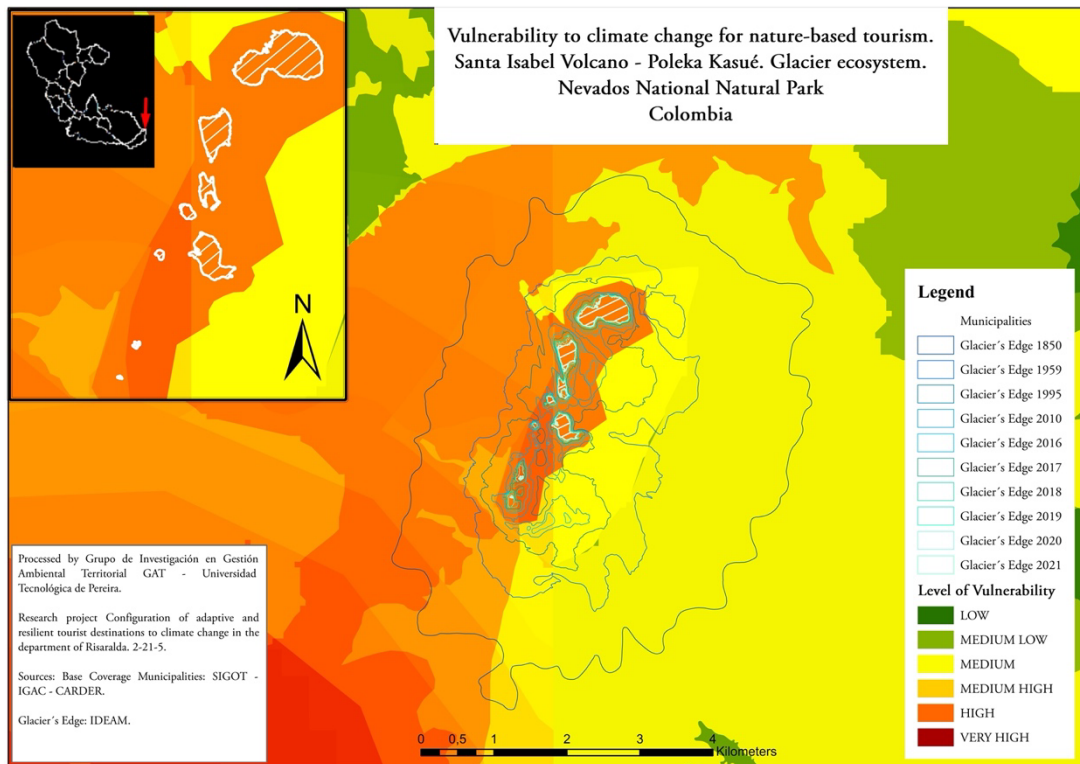 Vulnerability to climate change for nature-based tourism.
Santa Isabel Volcano - Poleka Kasué. Glacier ecosystem.
Nevados National Natural Park
Colombia
N
Legend
Municipalities
Glacier´s Edge 1850
Glacier´s Edge 1959
Glacier´s Edge 1995
Glacier´s Edge 2010
Glacier´s Edge 2016
Glacier´s Edge 2017
Glacier´s Edge 2018
Glacier´s Edge 2019
Glacier´s Edge 2020
Glacier´s Edge 2021
Level of Vulnerability
LOW
MEDIUM LOW
MEDIUM
MEDIUM HIGH
HIGH
VERY HIGH
Processed by Grupo de Investigación en Gestión
Ambiental Territorial GAT - Universidad
Tecnológica de Pereira.
Research project Configuration of adaptive and
resilient tourist destinations to climate change in the
department of Risaralda. 2-21-5.
Sources: Base Coverage Municipalities: SIGOT -
IGAC - CARDER.
Glacier´s Edge: IDEAM.
0 0,5 1 2 3 4
Kilometers